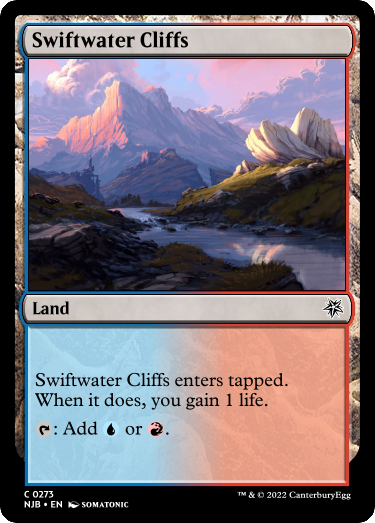 Swiftwater Cliffs
Land
Swiftwater Cliffs enters tapped.
When it does, you gain 1 life.
: Add or .
C 0273
NJB • EN SOMATONIC
™ & © 2022 CanterburyEgg